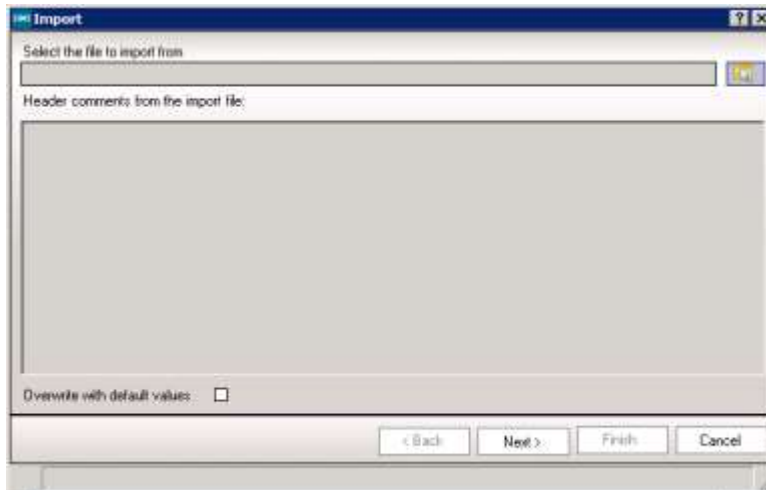 Import
Select the file to import from
Header comments from the import file:
Overwrite with default values
< Back
Next >
Finish
Cancel